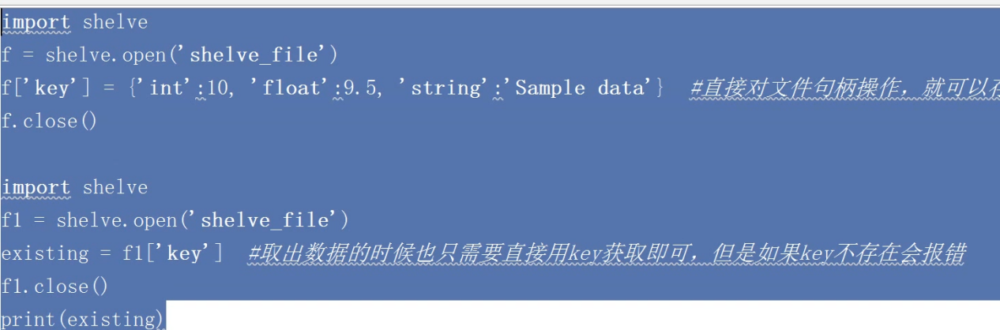 import shelve
f = shelve.open('shelve_file')
f['key'] = {'int':10, 'float':9.5, 'string':'Sample data'}  #直接对文件句柄操作，就可以存
f.close()

import shelve
f1 = shelve.open('shelve_file')
existing = f1['key']  #取出数据的时候也只需要直接用key获取即可，但是如果key不存在会报错
f1.close()
print(existing)